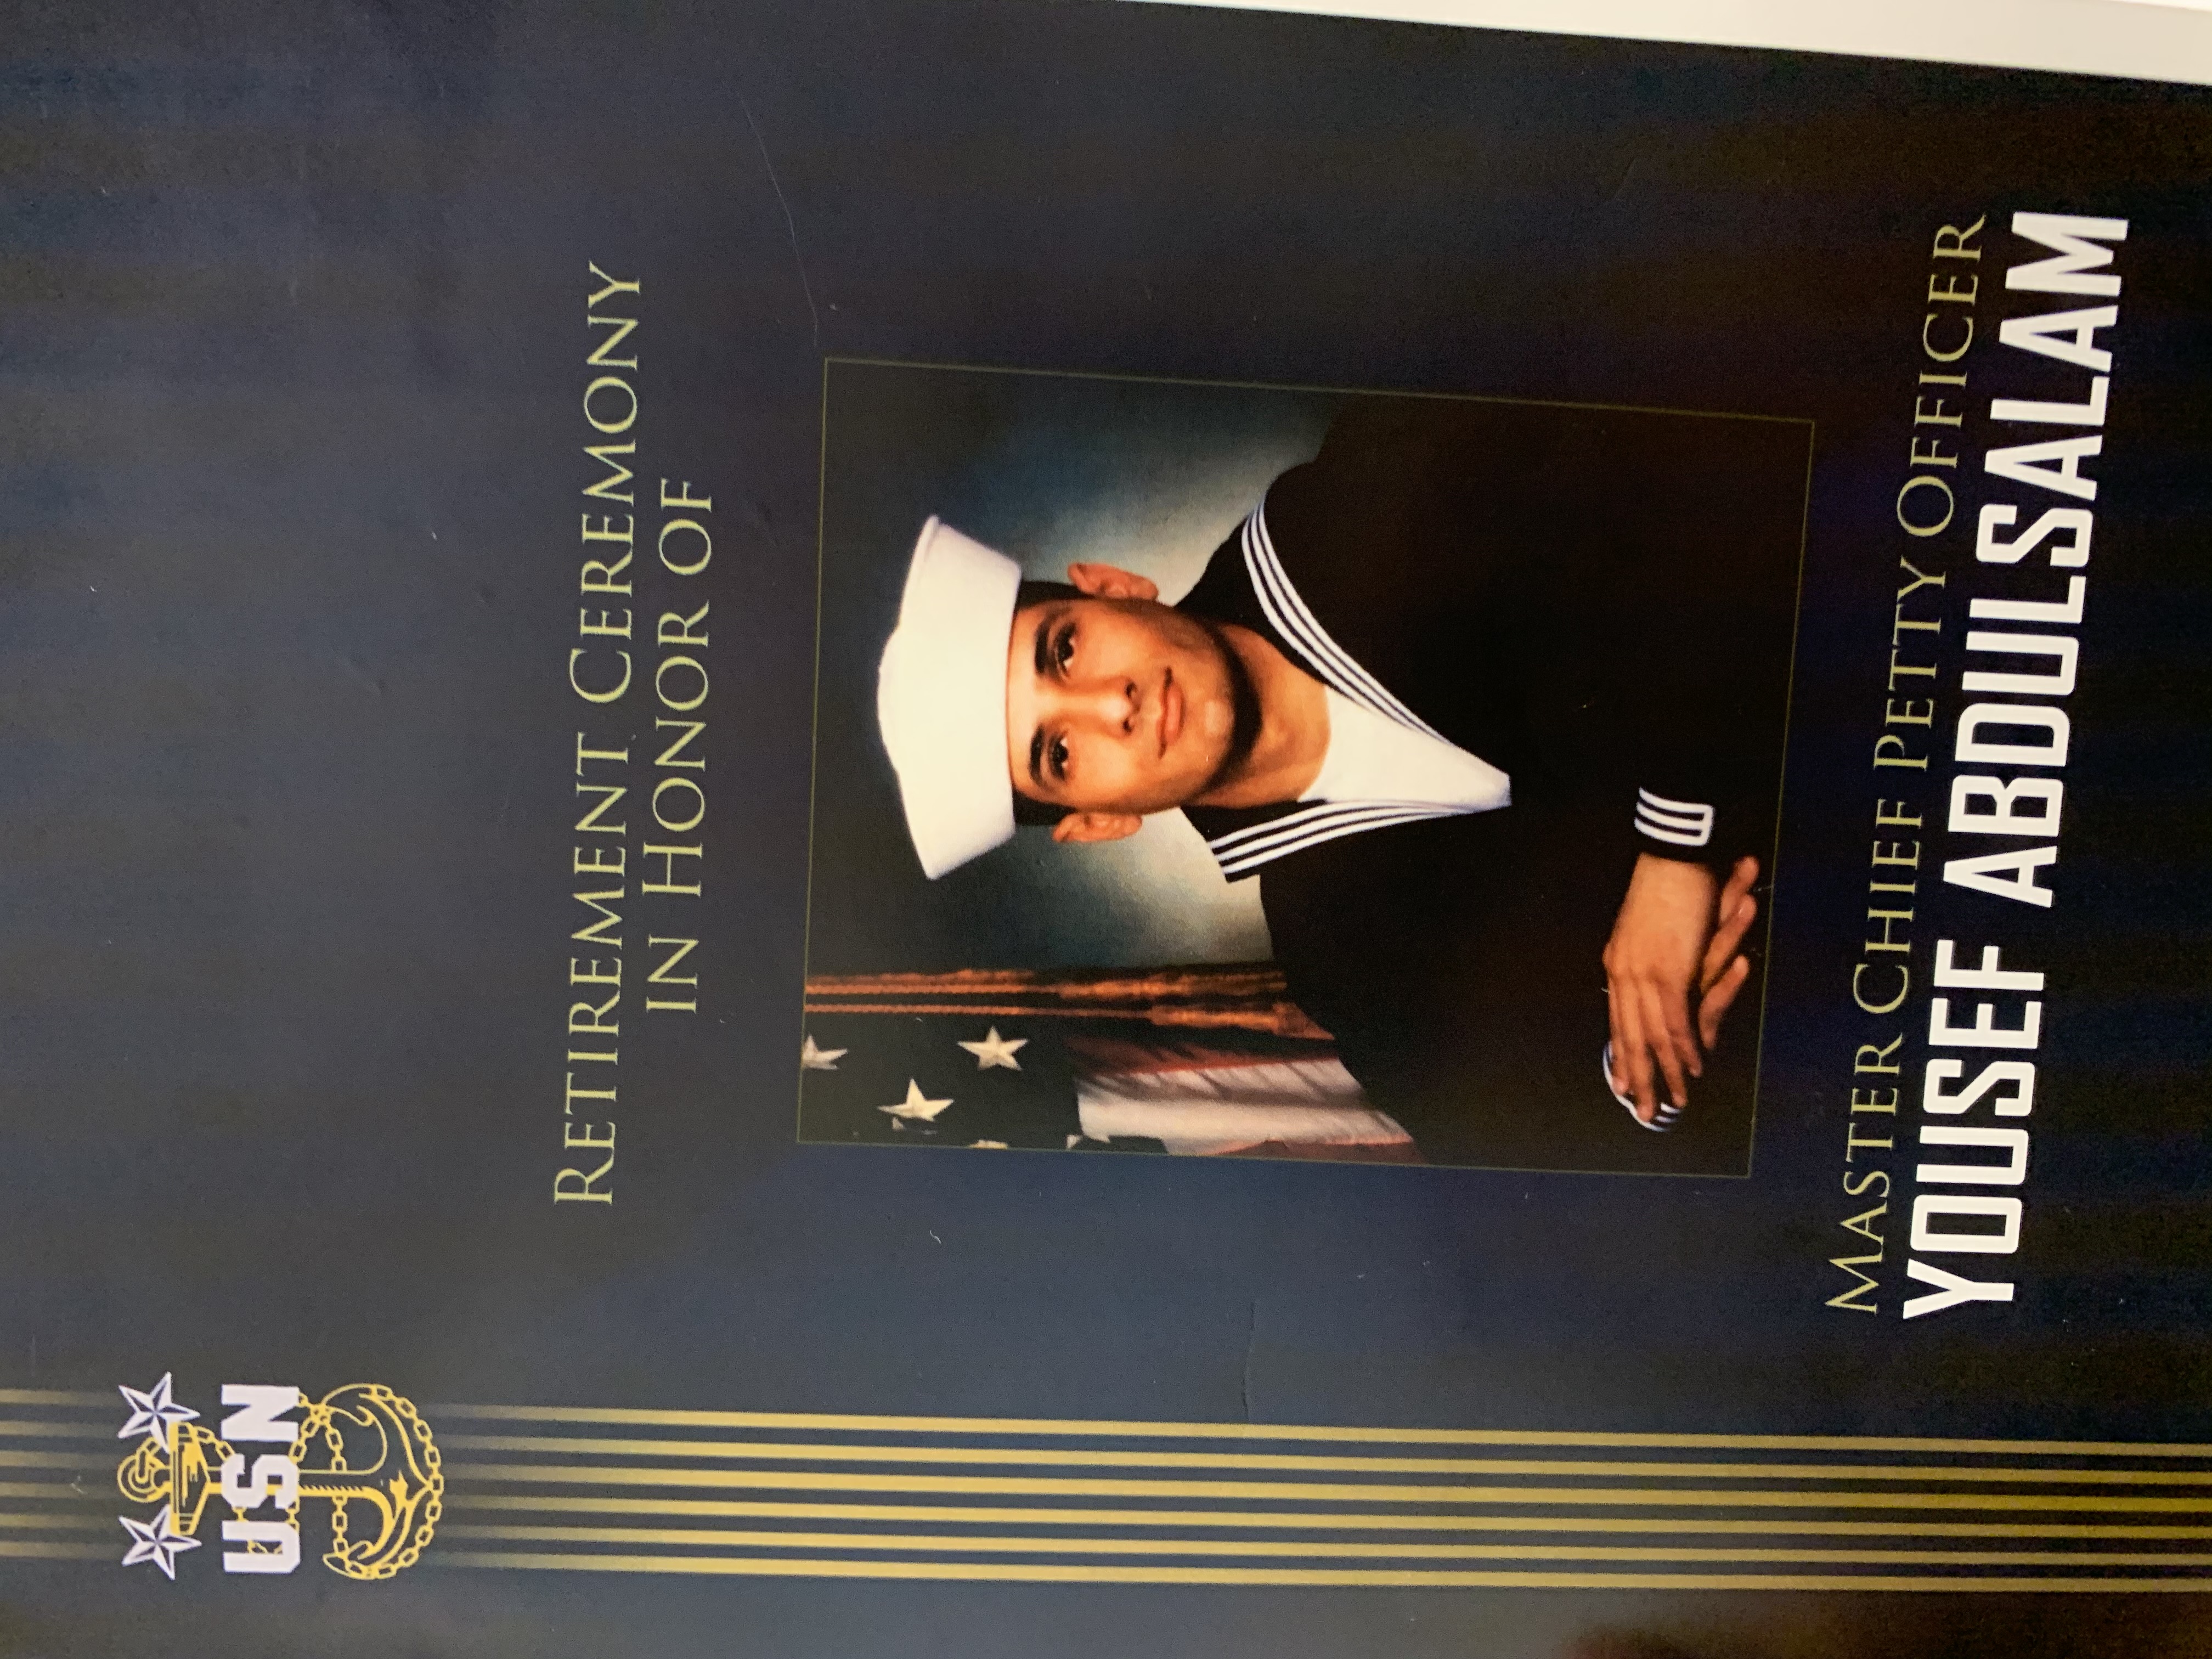 USN
RETIREMENT CEREMONY
IN HONOR OF
MASTER CHIEF PETTY OFFICER
YOUSEF ABDULSALAM